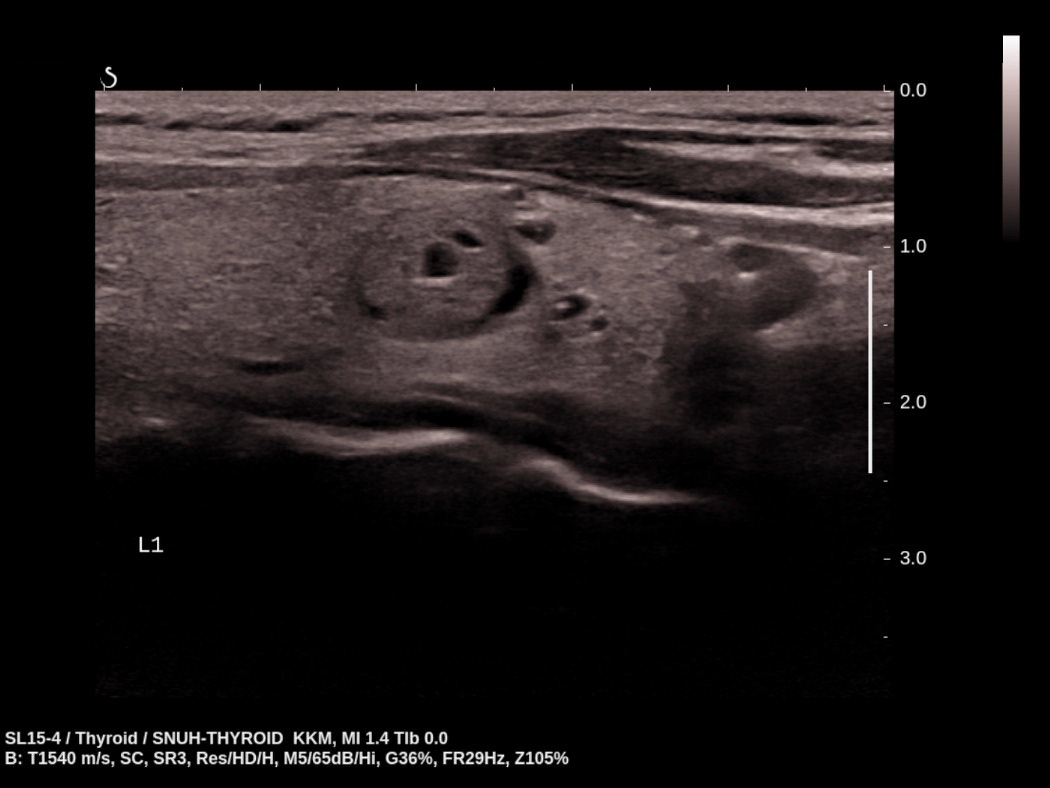 S
0.0
1.0
2.0
L1
3.0
SL15-4 / Thyroid / SNUH-THYROID KKM, MI 1.4 TIb 0.0
B: T1540 m/s, SC, SR3, Res/HD/H, M5/65dB/Hi, G36%, FR29Hz, Z105%